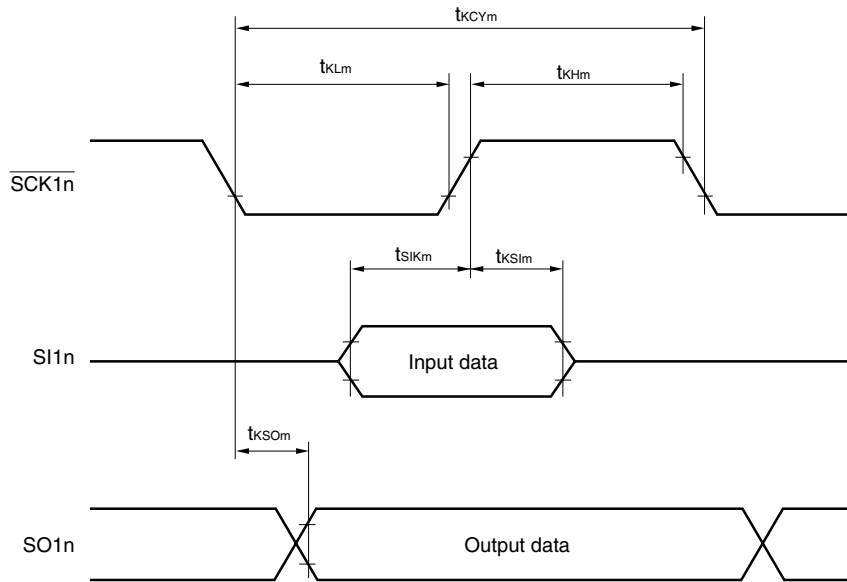 tKCYm
tKLm
tKHm
SCK1n
tSIKm
tKSIm
SI1n
Input data
tKSOm
SO1n
Output data